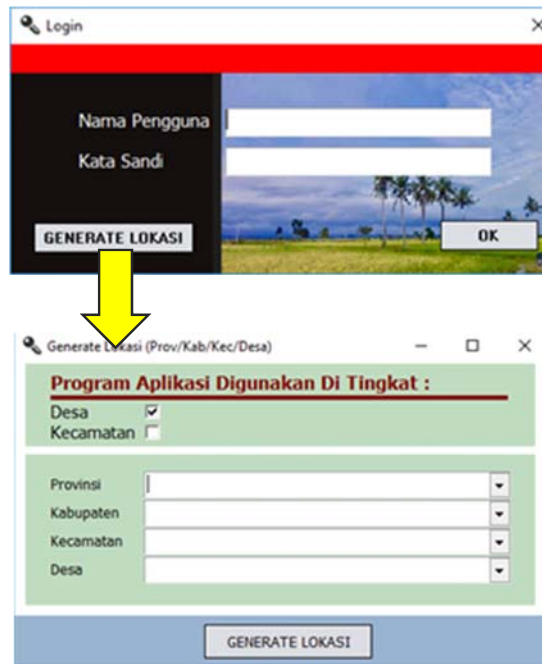 Login
Nama Pengguna
Kata Sandi
GENERATE LOKASI
OK
Generate Lokasi (Prov/Kab/Kec/Desa)
Program Aplikasi Digunakan Di Tingkat :
Desa
Kecamatan
Provinsi
Kabupaten
Kecamatan
Desa
GENERATE LOKASI